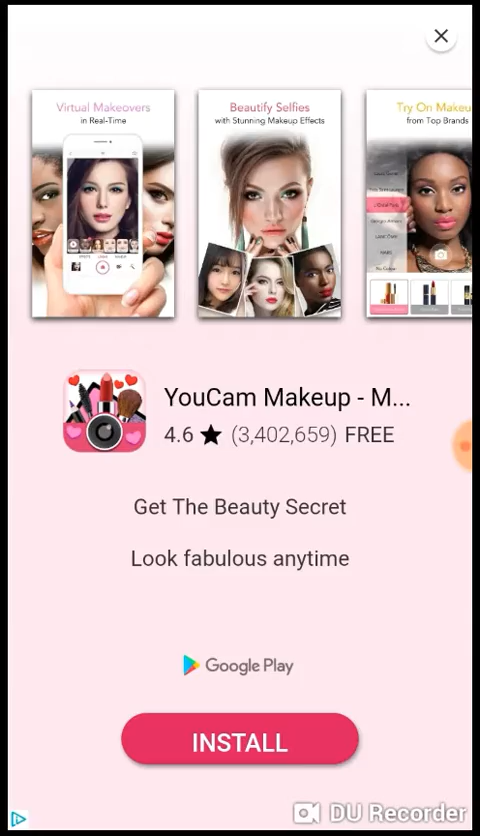 Virtual Makeovers
in Real-Time
Beautify Selfies
with Stunning Makeup Effects
Try On Makeu
from Top Brands
YouCam Makeup - M...
4.6 ★ (3,402,659) FREE
Get The Beauty Secret
Look fabulous anytime
Google Play
INSTALL
DU Recorder